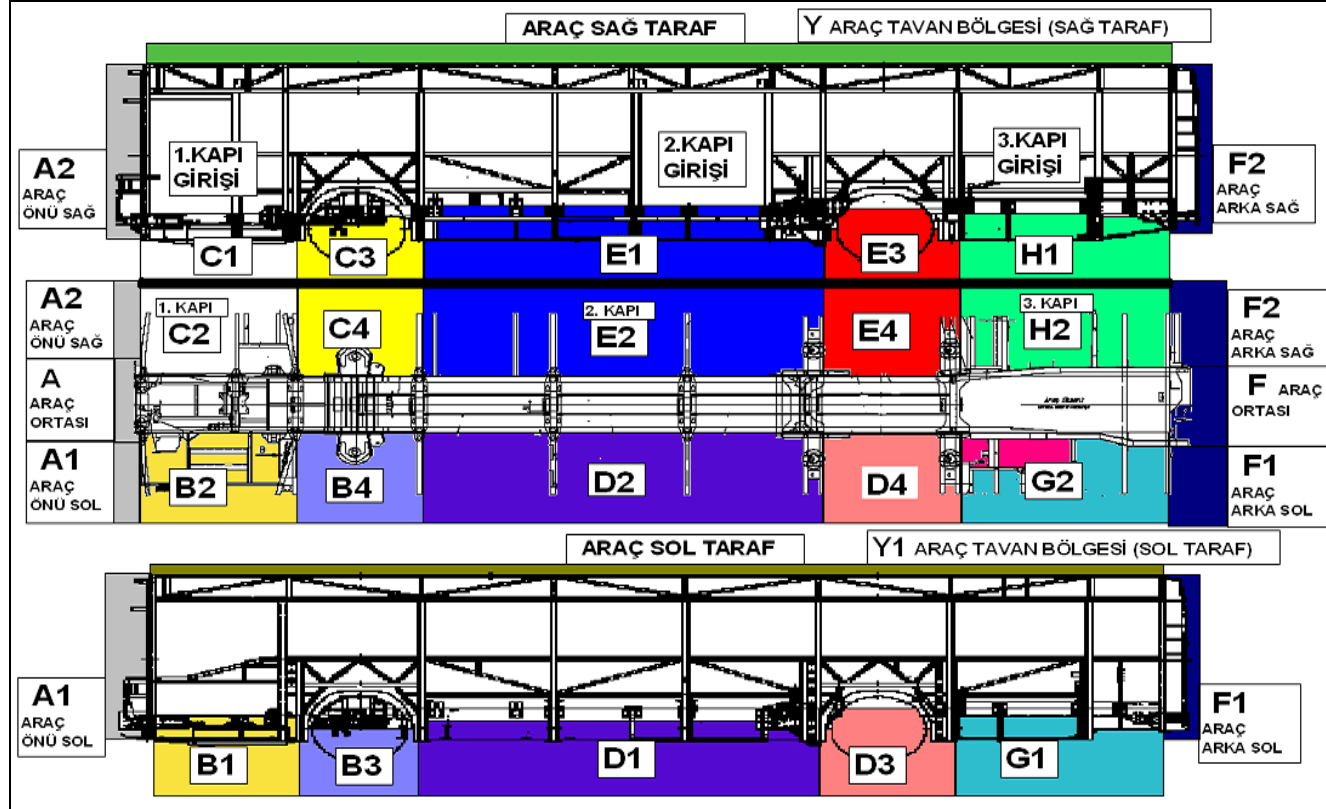 ARAÇ SAĞ TARAF
Y ARAÇ TAVAN BÖLGESİ (SAĞ TARAF)
1.KAPI
GİRİŞİ
2.KAPI
GİRİŞİ
3.KAPI
GİRİŞİ
A2
ARAÇ
ÖNÜ SAĞ
F2
ARAÇ
ARKA SAĞ
C1
C3
E1
E3
H1
A2
ARAÇ
ÖNÜ SAĞ
1. KAPI
C2
C4
2. KAPI
E2
E4
3. KAPI
H2
F2
ARAÇ
ARKA SAĞ
A
ARAÇ
ORTASI
F ARAÇ
ORTASI
A1
ARAÇ
ÖNÜ SOL
B2
B4
D2
D4
G2
F1
ARAÇ
ARKA SOL
ARAÇ SOL TARAF
Y1 ARAÇ TAVAN BÖLGESİ (SOL TARAF)
A1
ARAÇ
ÖNÜ SOL
F1
ARAÇ
ARKA SOL
B1
B3
D1
D3
G1